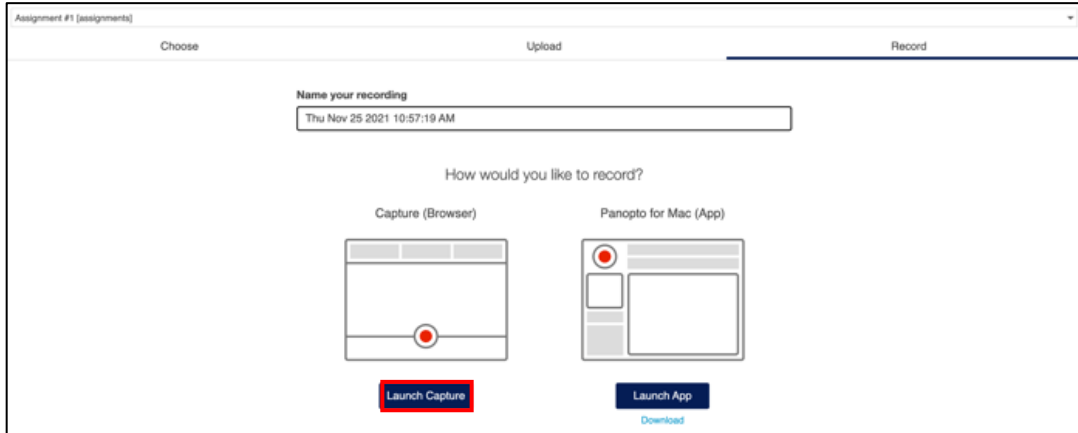 Assignment #1 [assignments]
Choose Upload Record
Name your recording
Thu Nov 25 2021 10:57:19 AM
How would you like to record?
Capture (Browser) Panopto for Mac (App)
Launch Capture Launch App
Download